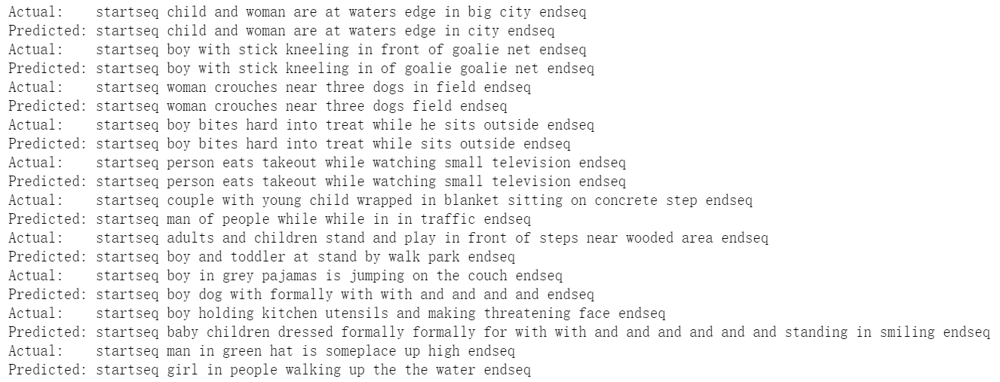 Actual:    startseq child and woman are at waters edge in big city endseq
Predicted: startseq child and woman are at waters edge in city endseq
Actual:    startseq boy with stick kneeling in front of goalie net endseq
Predicted: startseq boy with stick kneeling in of goalie goalie net endseq
Actual:    startseq woman crouches near three dogs in field endseq
Predicted: startseq woman crouches near three dogs field endseq
Actual:    startseq boy bites hard into treat while he sits outside endseq
Predicted: startseq boy bites hard into treat while sits outside endseq
Actual:    startseq person eats takeout while watching small television endseq
Predicted: startseq person eats takeout while watching small television endseq
Actual:    startseq couple with young child wrapped in blanket sitting on concrete step endseq
Predicted: startseq man of people while while in in traffic endseq
Actual:    startseq adults and children stand and play in front of steps near wooded area endseq
Predicted: startseq boy and toddler at stand by walk park endseq
Actual:    startseq boy in grey pajamas is jumping on the couch endseq
Predicted: startseq boy dog with formally with with and and and and endseq
Actual:    startseq boy holding kitchen utensils and making threatening face endseq
Predicted: startseq baby children dressed formally formally for with with and and and and and and standing in smiling endseq
Actual:    startseq man in green hat is someplace up high endseq
Predicted: startseq girl in people walking up the the water endseq